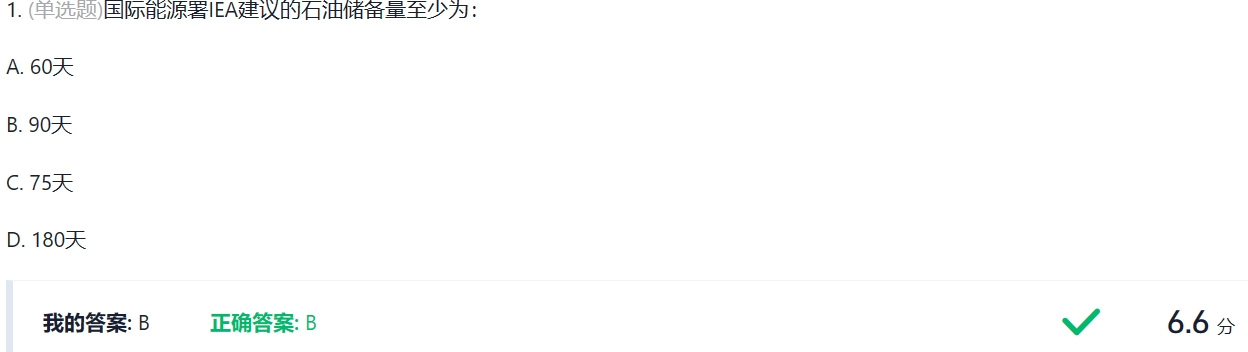 1. (单选题)国际能源署IEA建议的石油储备量至少为：
A. 60天
B. 90天
C. 75天
D. 180天
我的答案: B 正确答案: B 6.6 分